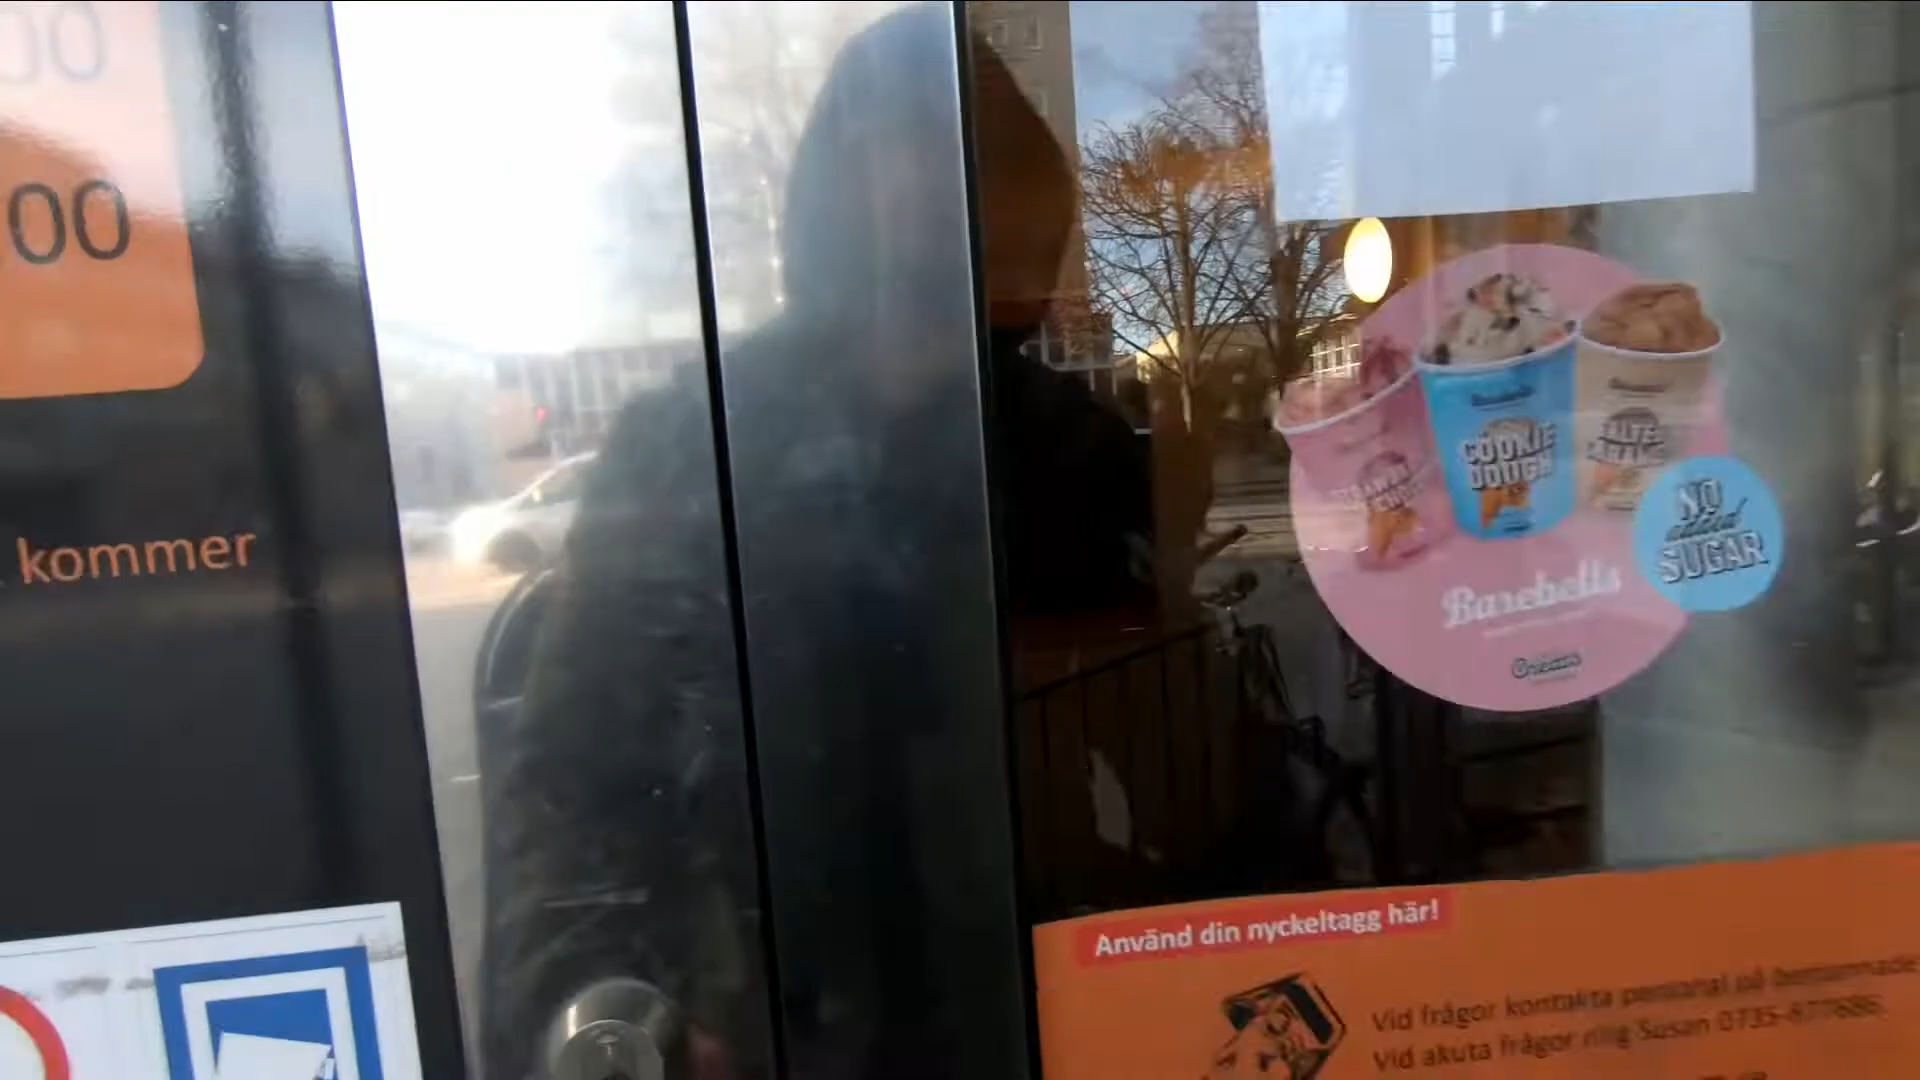 00
00
kommer
COOKIE
DOUGH
NO
added
SUGAR
Barebells
Använd din nyckeltagg här!
Vid frågor kontakta personal på
Vid akuta frågor ring Susan 0735-877686.